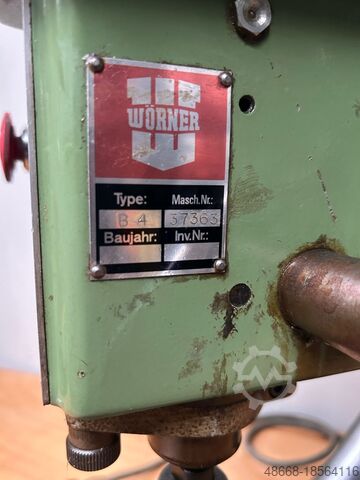 WÖRNER
Type: Masch.Nr.:
B 4 37363
Baujahr: Inv.Nr.:
48668-18564116